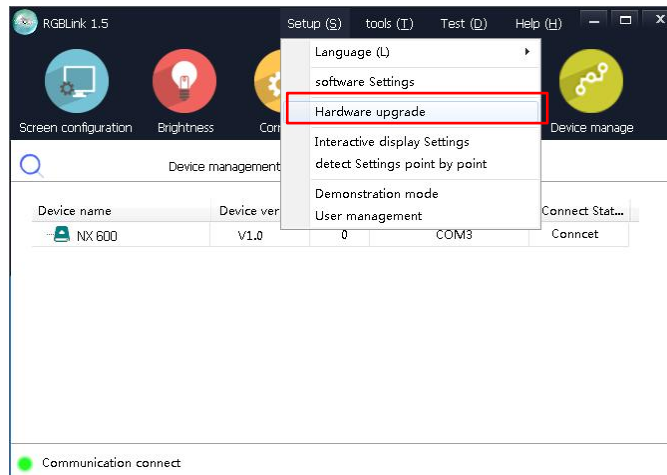 RGBLink 1.5
Setup (S) tools (T) Test (D) Help (H)
Language (L)
software Settings
Hardware upgrade
Interactive display Settings
detect Settings point by point
Demonstration mode
User management
Screen configuration Brightness Corr Device manage
Device management
Device name Device ver Connect Stat...
NX 600 V1.0 0 COM3 Conncet
Communication connect